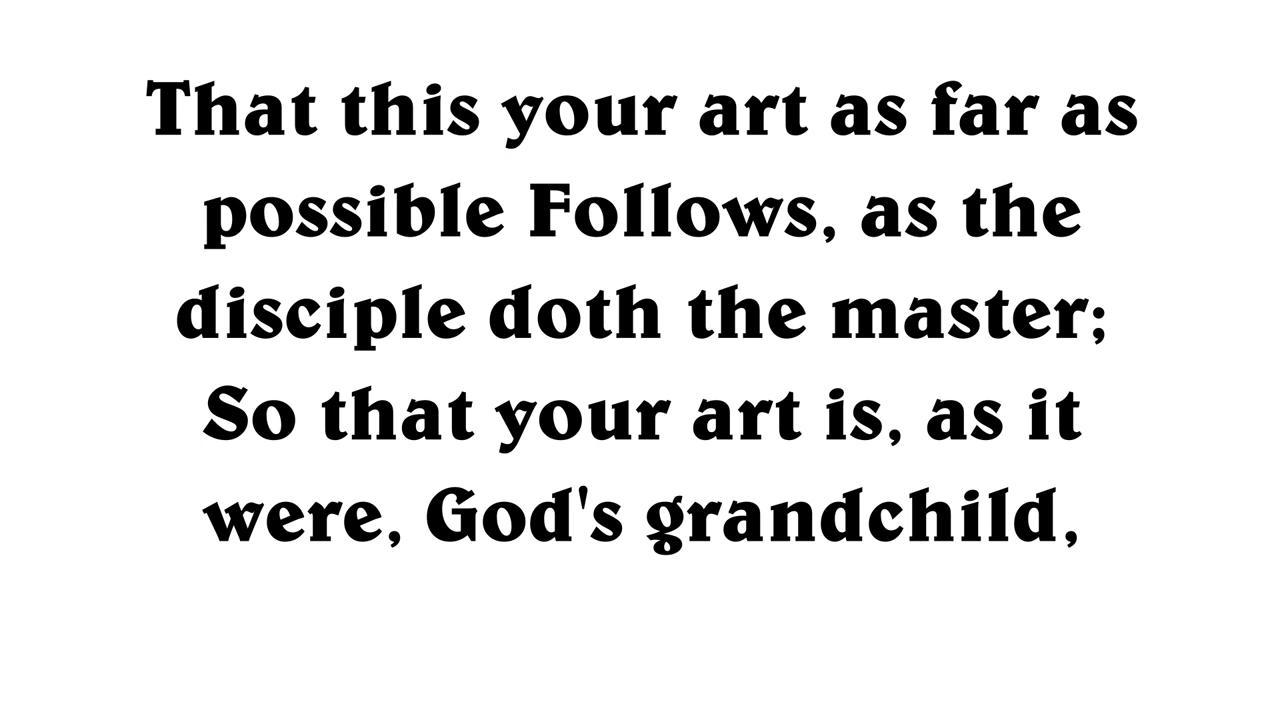 That this your art as far as
possible Follows, as the
disciple doth the master;
So that your art is, as it
were, God's grandchild,